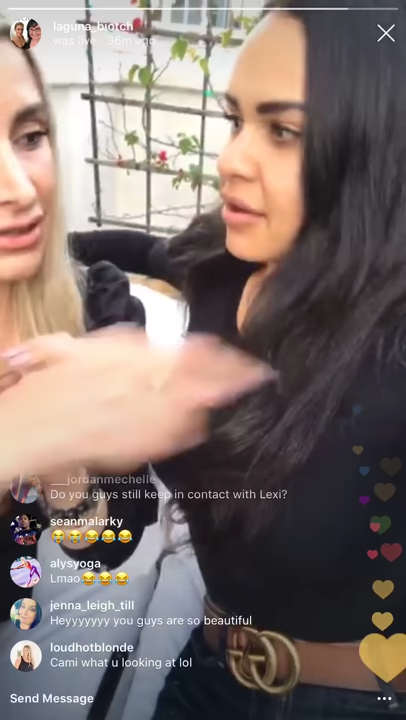 laguna_biotch
was live · 36m ago
___jordanmechelle
Do you guys still keep in contact with Lexi?
seanmalarky
😭😭😂😂😂
alysyoga
Lmao😂😂😂
jenna_leigh_till
Heyyyyyyy you guys are so beautiful
loudhotblonde
Cami what u looking at lol
Send Message